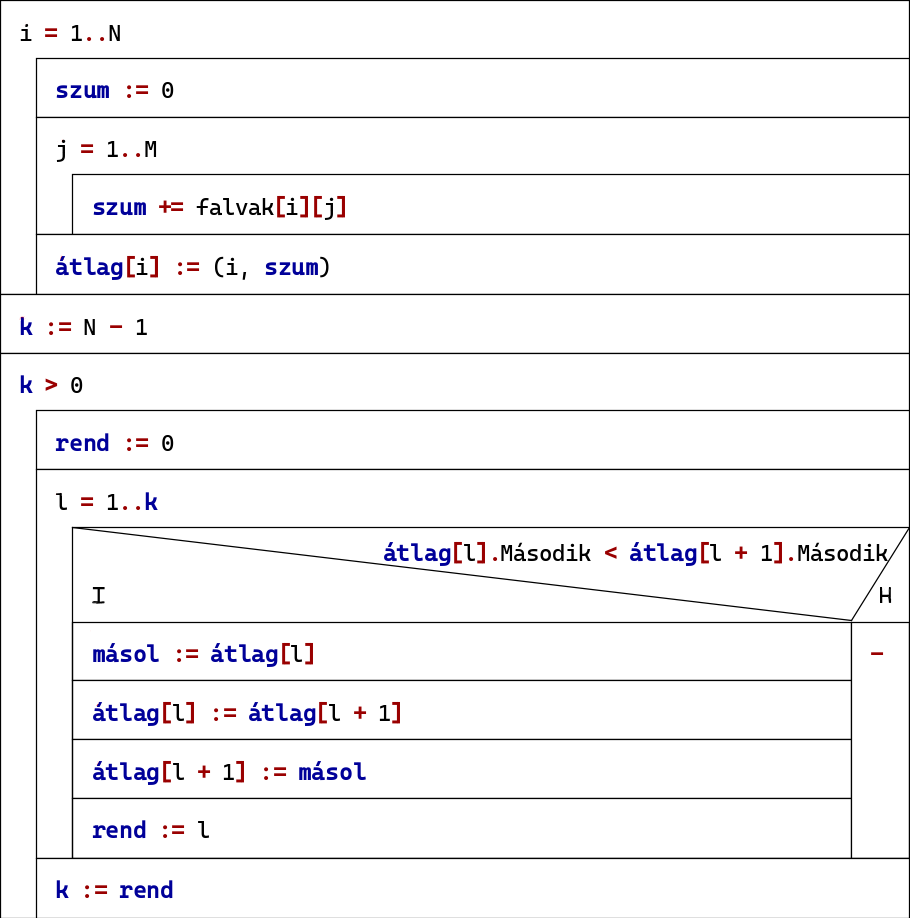 i = 1..N
szum := 0
j = 1..M
szum += falvak[i][j]
átlag[i] := (i, szum)
k := N - 1
k > 0
rend := 0
l = 1..k
átlag[l].Második < átlag[l + 1].Második
I H
másol := átlag[l] -
átlag[l] := átlag[l + 1]
átlag[l + 1] := másol
rend := l
k := rend